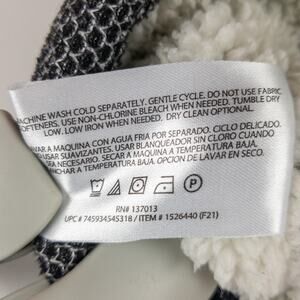 MACHINE WASH COLD SEPARATELY. GENTLE CYCLE. DO NOT USE FABRIC
SOFTENERS. USE NON-CHLORINE BLEACH WHEN NEEDED. TUMBLE DRY
LOW. LOW IRON WHEN NEEDED. DRY CLEAN OPTIONAL.
LAVAR A MAQUINA CON AGUA FRIA POR SEPARADO. CICLO DELICADO.
USAR SUAVIZANTES. USAR BLANQUEADOR SIN CLORO CUANDO
SEA NECESARIO. SECAR A MAQUINA A TEMPERATURA BAJA.
PLANCHAR A TEMPERATURA BAJA. OPCION DE LAVADO EN SECO.
RN# 137013
UPC # 745934545318 / ITEM # 1526440 (F21)